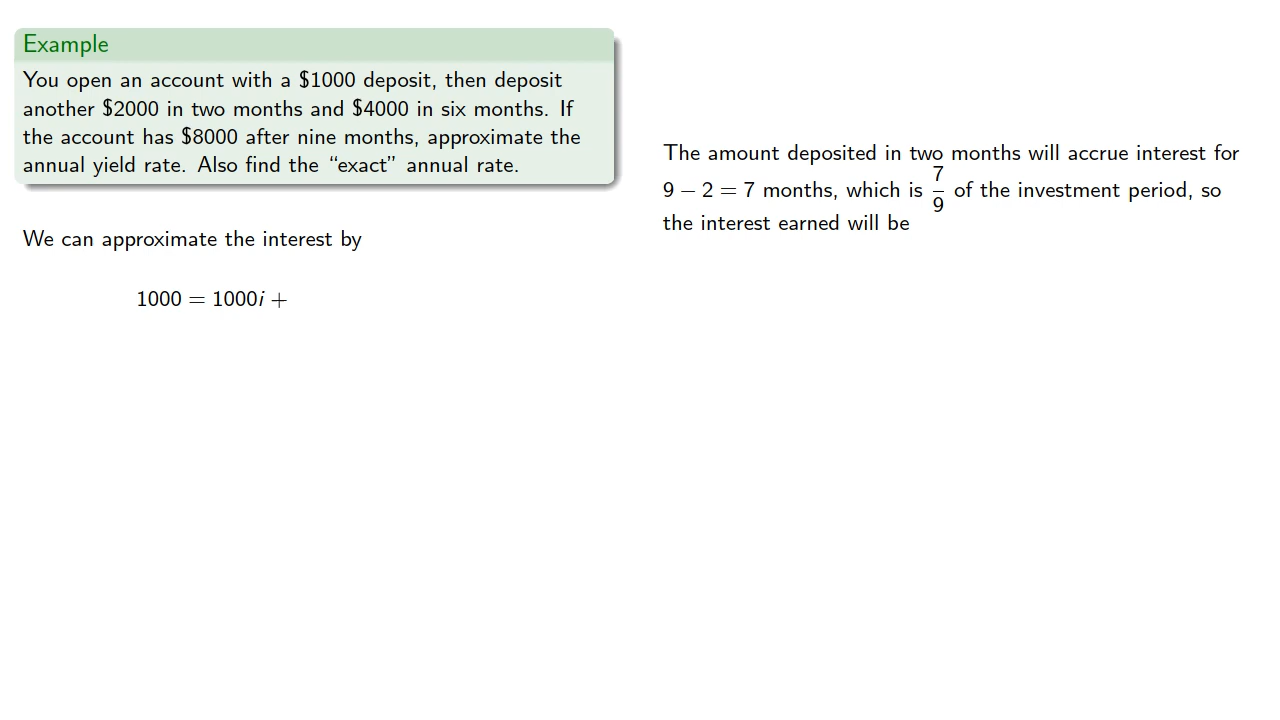 Example
You open an account with a $1000 deposit, then deposit
another $2000 in two months and $4000 in six months. If
the account has $8000 after nine months, approximate the
annual yield rate. Also find the “exact” annual rate.
We can approximate the interest by
1000 = 1000i +
The amount deposited in two months will accrue interest for
9 − 2 = 7 months, which is 7/9 of the investment period, so
the interest earned will be